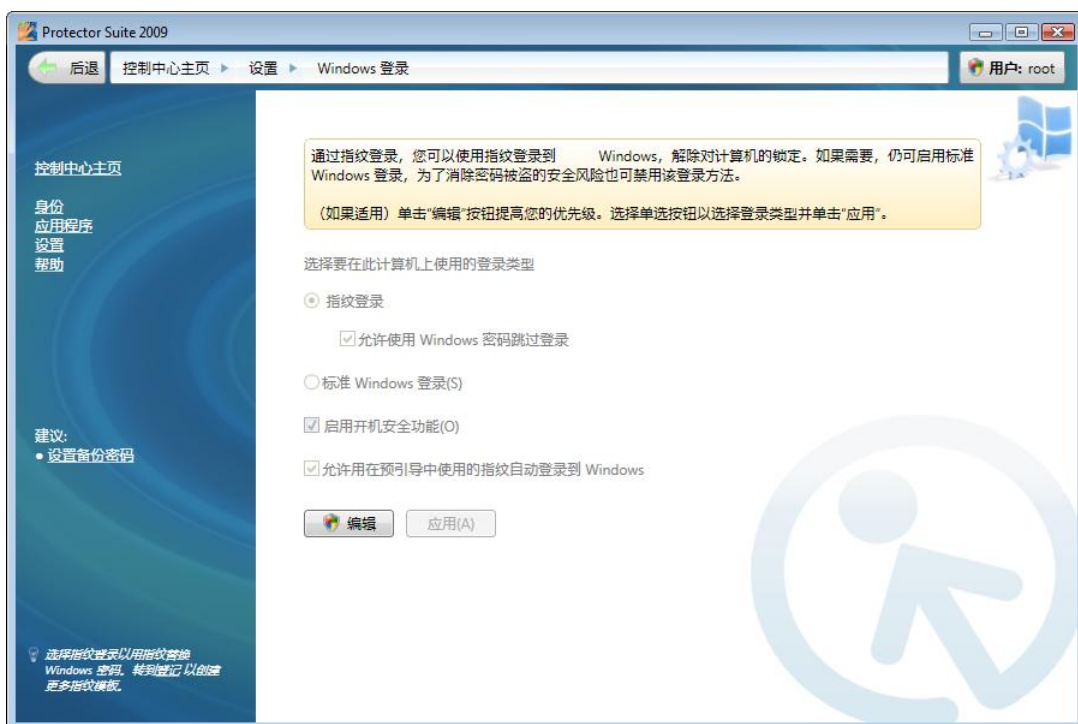 Protector Suite 2009
后退 控制中心主页 设置 Windows 登录 用户: root
控制中心主页
身份
应用程序
设置
帮助
建议:
• 设置备份密码
选择指纹登录以用指纹替换
Windows 密码。转到登记 以创建
更多指纹模板。
通过指纹登录，您可以使用指纹登录到 Windows，解除对计算机的锁定。如果需要，仍可启用标准
Windows 登录，为了消除密码被盗的安全风险也可禁用该登录方法。
（如果适用）单击“编辑”按钮提高您的优先级。选择单选按钮以选择登录类型并单击“应用”。
选择要在此计算机上使用的登录类型
指纹登录
允许使用 Windows 密码跳过登录
标准 Windows 登录(S)
启用开机安全功能(O)
允许用在预引导中使用的指纹自动登录到 Windows
编辑 应用(A)